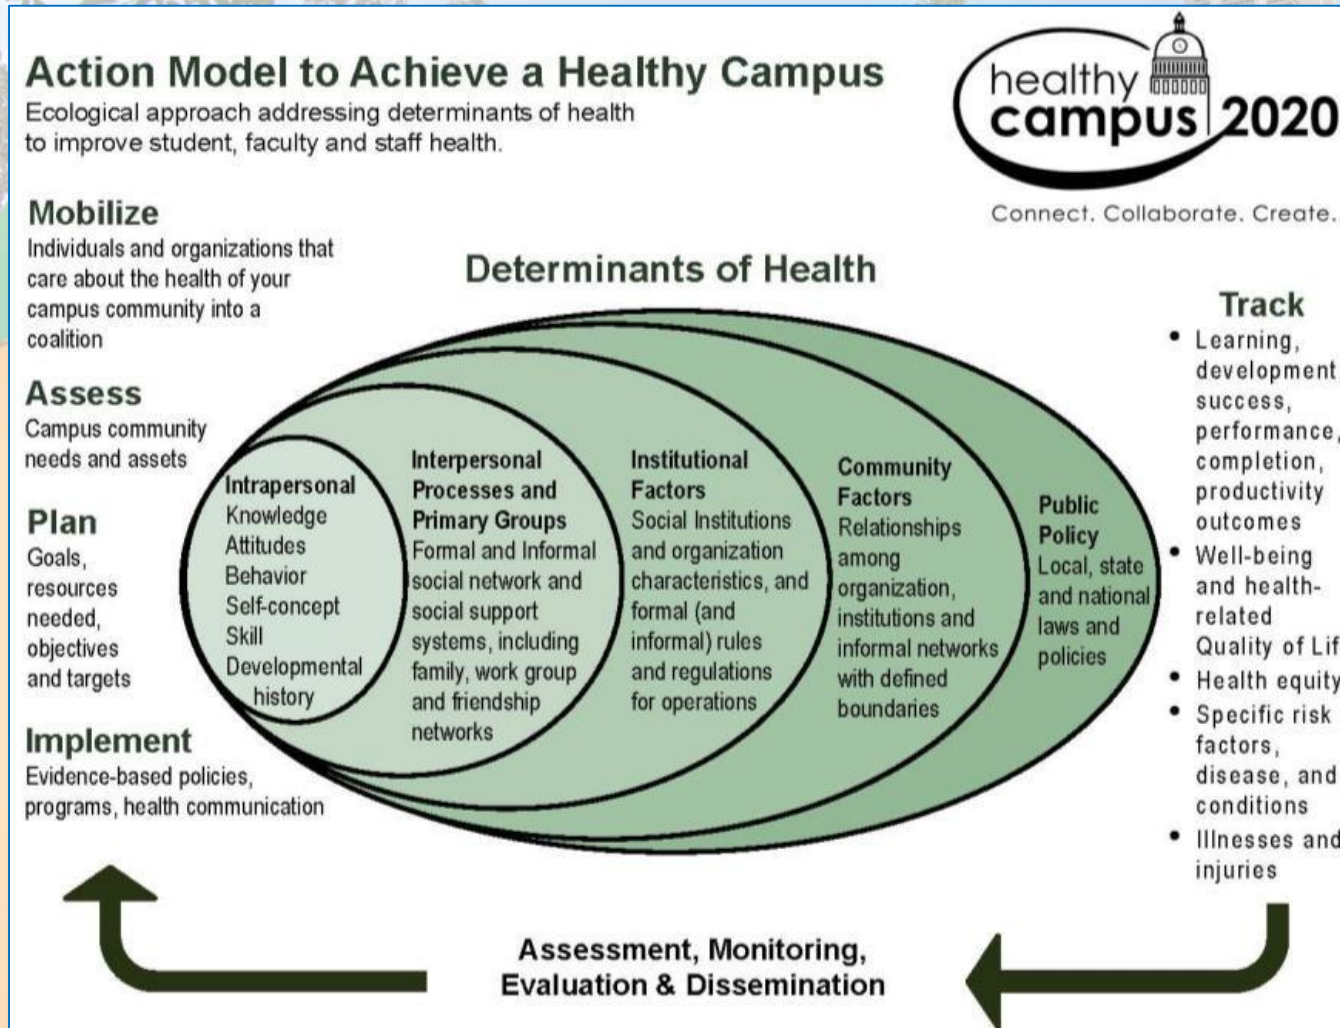 Action Model to Achieve a Healthy Campus
Ecological approach addressing determinants of health
to improve student, faculty and staff health.
healthy
campus 2020
Connect. Collaborate. Create.
Mobilize
Individuals and organizations that
care about the health of your
campus community into a
coalition
Assess
Campus community
needs and assets
Plan
Goals,
resources
needed,
objectives
and targets
Implement
Evidence-based policies,
programs, health communication
Determinants of Health
Intrapersonal
Knowledge
Attitudes
Behavior
Self-concept
Skill
Developmental
history
Interpersonal
Processes and
Primary Groups
Formal and Informal
social network and
social support
systems, including
family, work group
and friendship
networks
Institutional
Factors
Social Institutions
and organization
characteristics, and
formal (and
informal) rules
and regulations
for operations
Community
Factors
Relationships
among
organization,
institutions and
informal networks
with defined
boundaries
Public
Policy
Local, state
and national
laws and
policies
Track
• Learning,
development
success,
performance,
completion,
productivity
outcomes
• Well-being
and health-
related
Quality of Lif
• Health equity
• Specific risk
factors,
disease, and
conditions
• Illnesses and
injuries
Assessment, Monitoring,
Evaluation & Dissemination